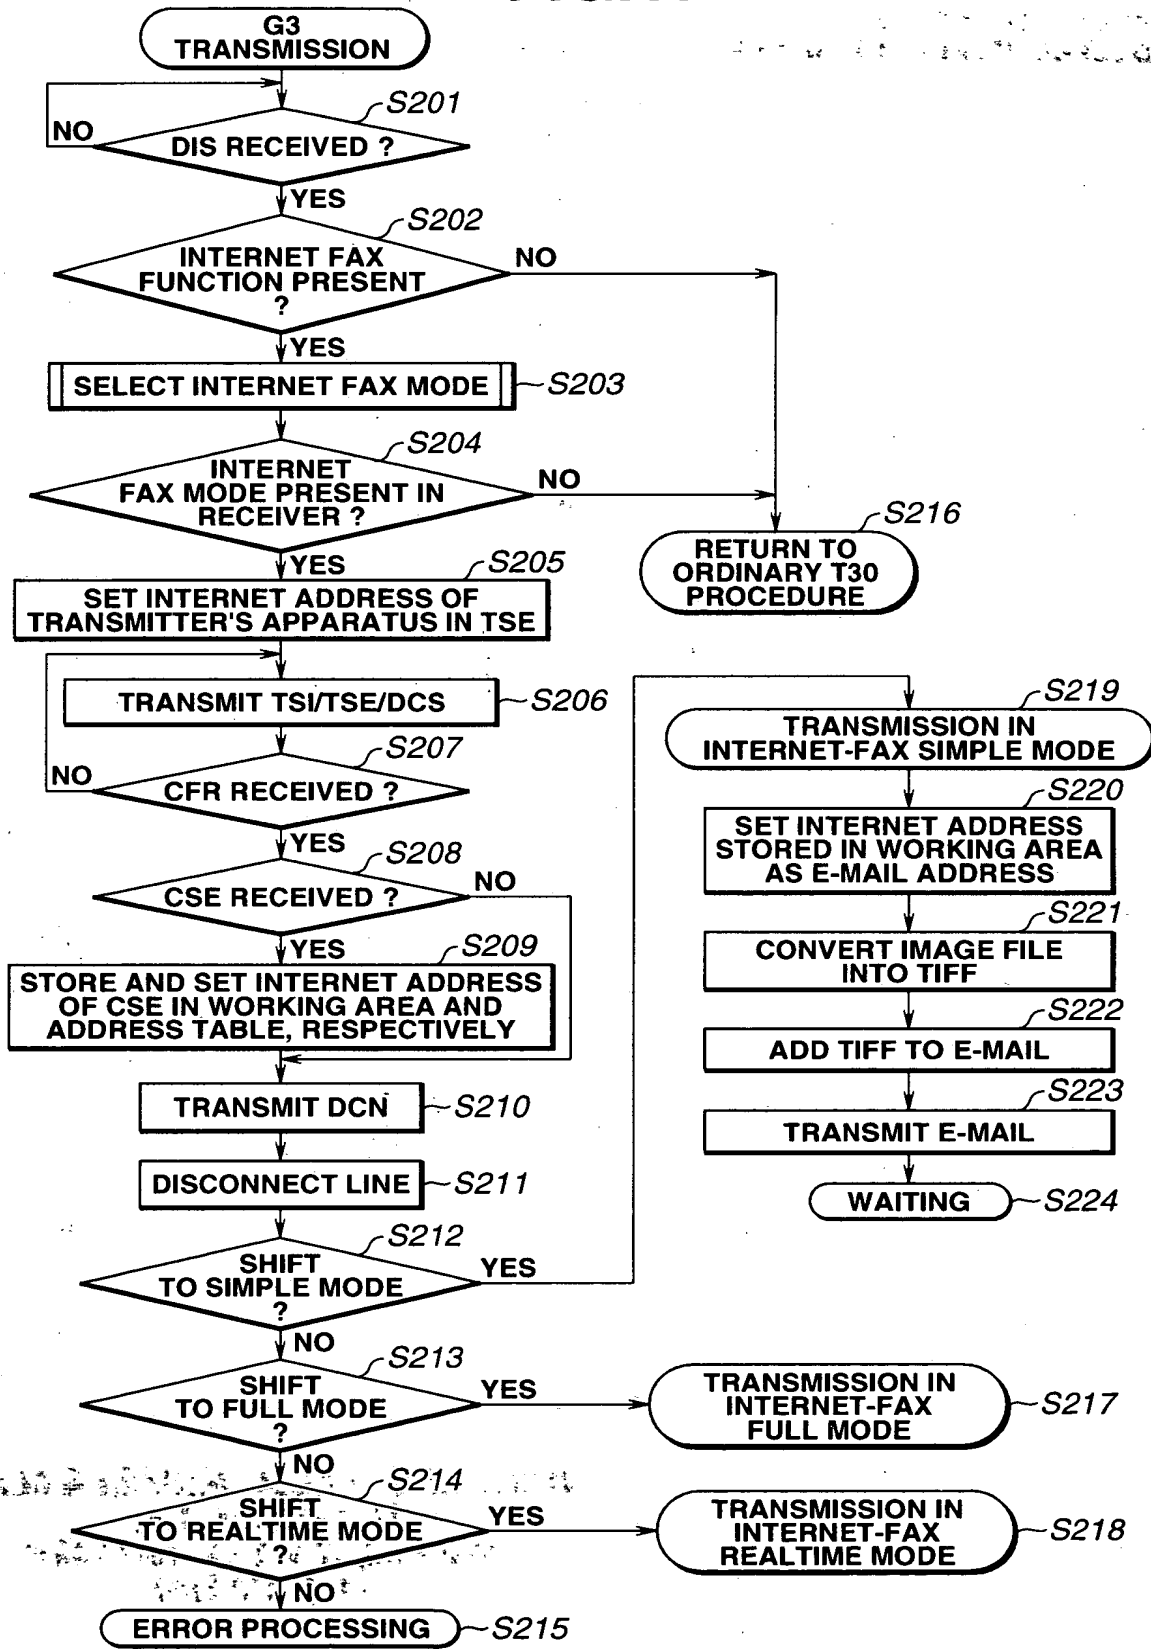 G3
TRANSMISSION
S201
NO
DIS RECEIVED ?
YES
S202
INTERNET FAX
FUNCTION PRESENT
?
NO
YES
SELECT INTERNET FAX MODE
S203
S204
INTERNET
FAX MODE PRESENT IN
RECEIVER ?
NO
S216
RETURN TO
ORDINARY T30
PROCEDURE
YES
S205
SET INTERNET ADDRESS OF
TRANSMITTER'S APPARATUS IN TSE
TRANSMIT TSI/TSE/DCS
S206
S207
NO
CFR RECEIVED ?
YES
S208
CSE RECEIVED ?
NO
YES
S209
STORE AND SET INTERNET ADDRESS
OF CSE IN WORKING AREA AND
ADDRESS TABLE, RESPECTIVELY
TRANSMIT DCN
S210
DISCONNECT LINE
S211
S212
SHIFT
TO SIMPLE MODE
?
YES
NO
S213
SHIFT
TO FULL MODE
?
YES
TRANSMISSION IN
INTERNET-FAX
FULL MODE
S217
NO
S214
SHIFT
TO REALTIME MODE
?
YES
TRANSMISSION IN
INTERNET-FAX
REALTIME MODE
S218
NO
ERROR PROCESSING
S215
S219
TRANSMISSION IN
INTERNET-FAX SIMPLE MODE
S220
SET INTERNET ADDRESS
STORED IN WORKING AREA
AS E-MAIL ADDRESS
S221
CONVERT IMAGE FILE
INTO TIFF
S222
ADD TIFF TO E-MAIL
S223
TRANSMIT E-MAIL
WAITING
S224